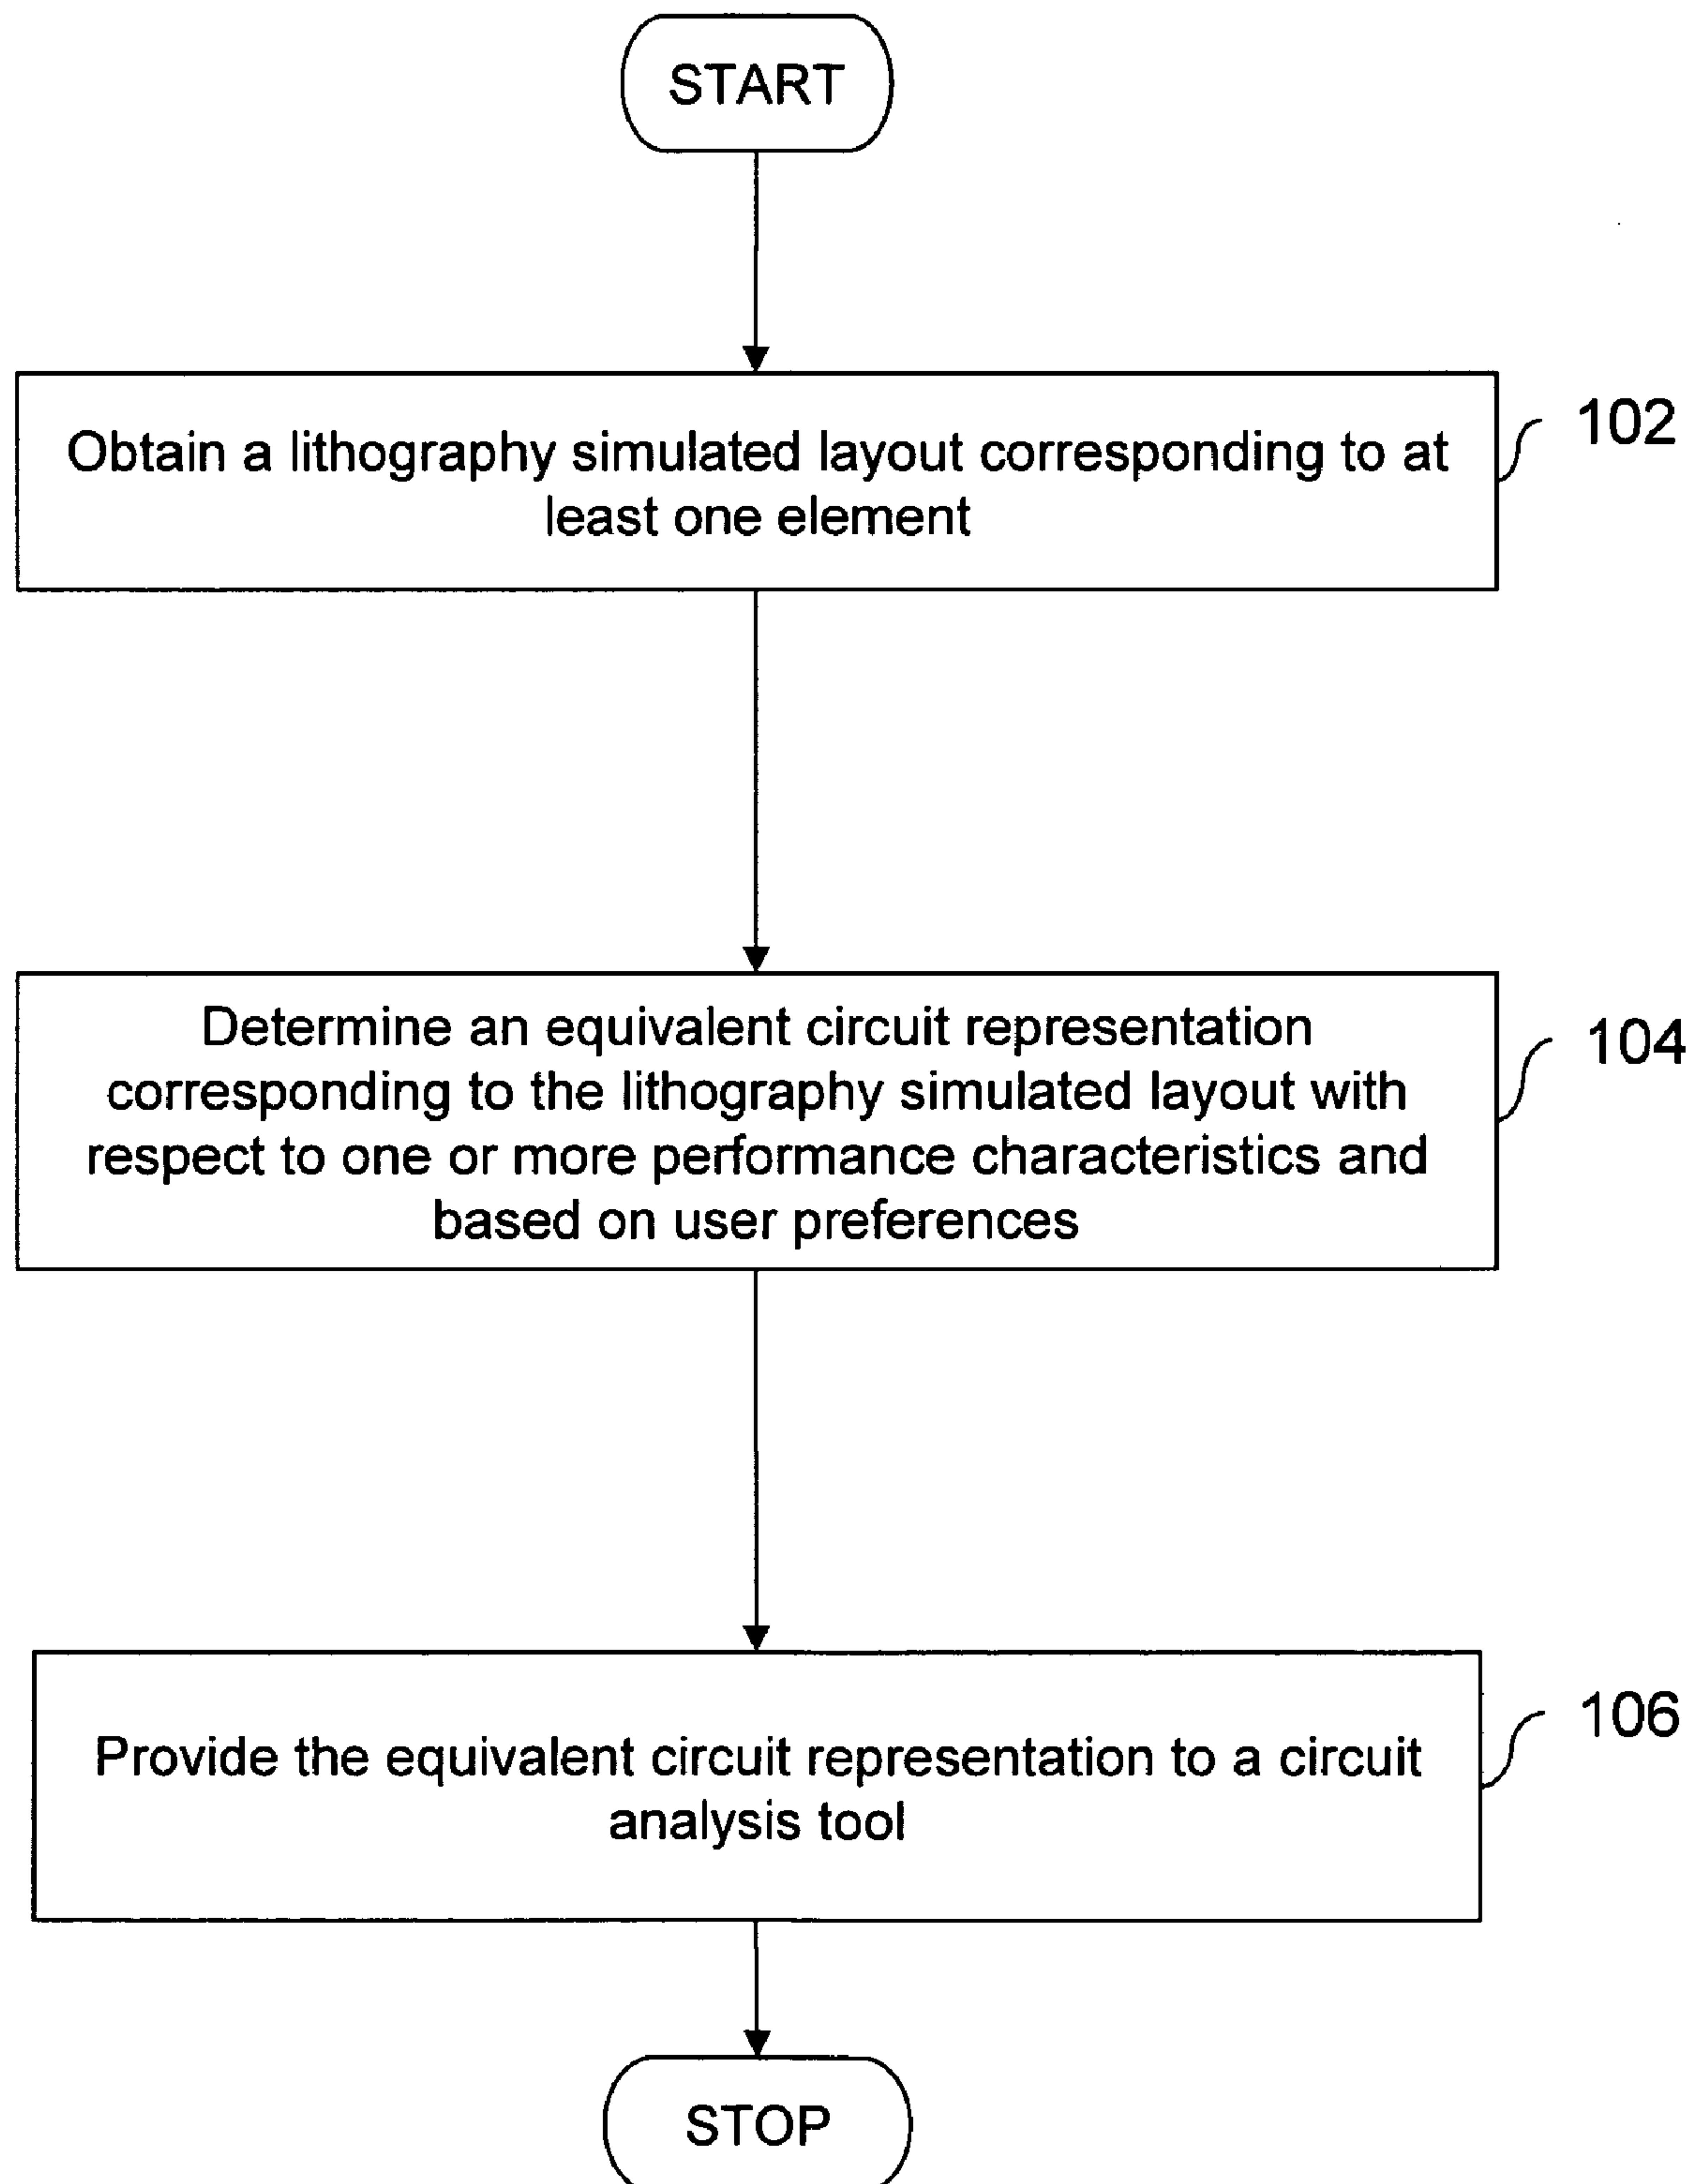 START
Obtain a lithography simulated layout corresponding to at
least one element
102
Determine an equivalent circuit representation
corresponding to the lithography simulated layout with
respect to one or more performance characteristics and
based on user preferences
104
Provide the equivalent circuit representation to a circuit
analysis tool
106
STOP